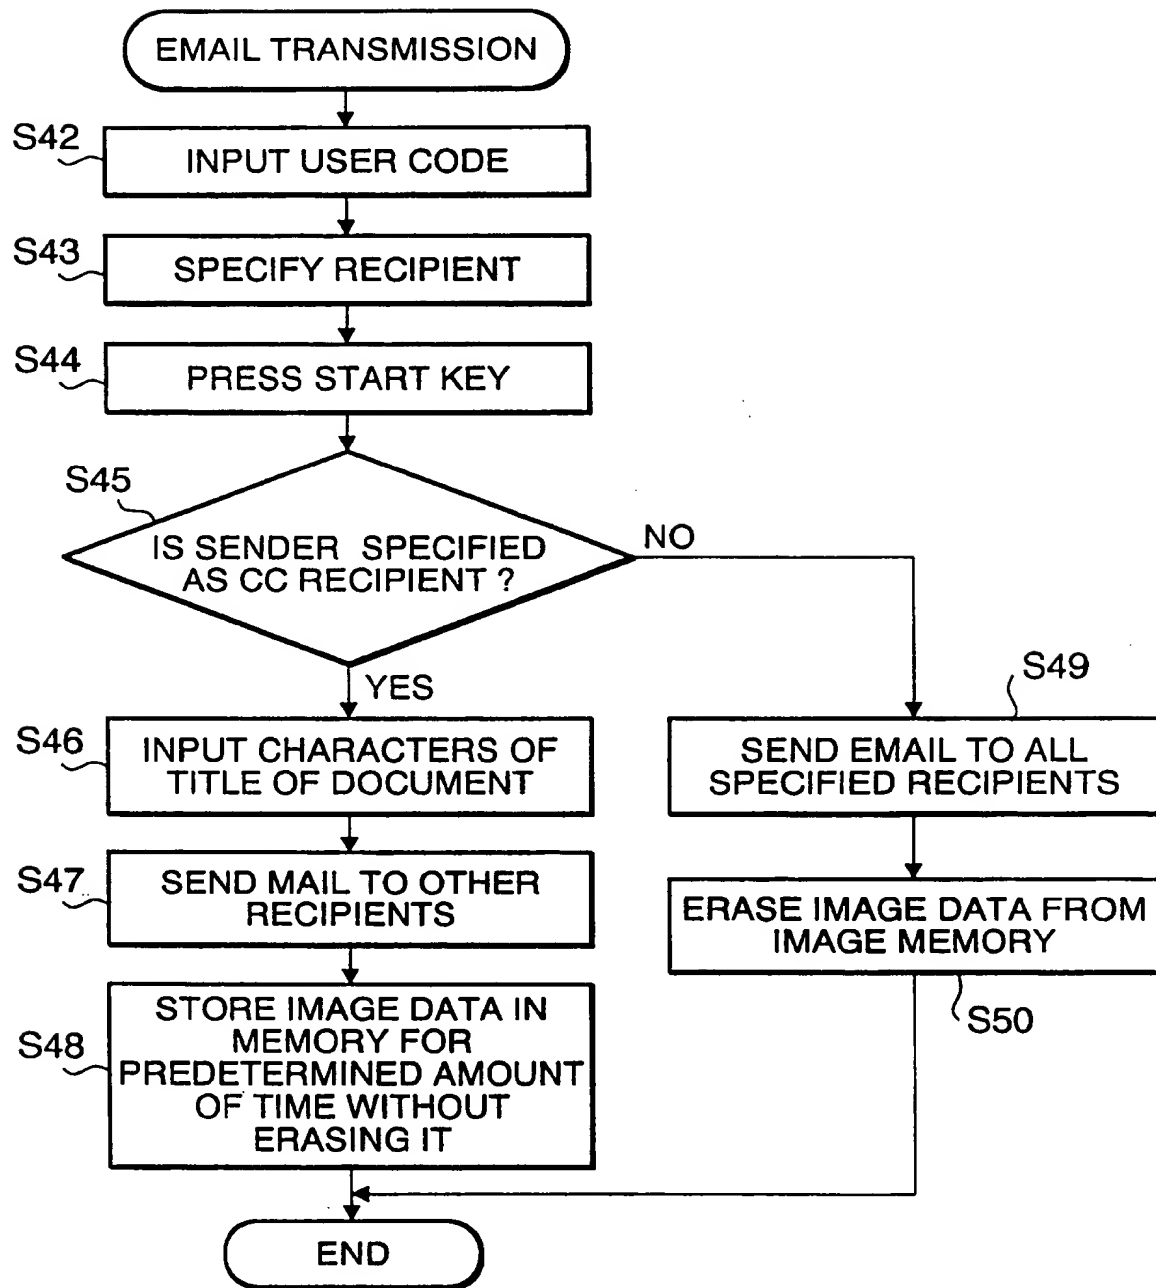 EMAIL TRANSMISSION
S42
INPUT USER CODE
S43
SPECIFY RECIPIENT
S44
PRESS START KEY
S45
IS SENDER SPECIFIED
AS CC RECIPIENT ?
NO
YES
S46
INPUT CHARACTERS OF
TITLE OF DOCUMENT
S47
SEND MAIL TO OTHER
RECIPIENTS
S48
STORE IMAGE DATA IN
MEMORY FOR
PREDETERMINED AMOUNT
OF TIME WITHOUT
ERASING IT
S49
SEND EMAIL TO ALL
SPECIFIED RECIPIENTS
ERASE IMAGE DATA FROM
IMAGE MEMORY
S50
END